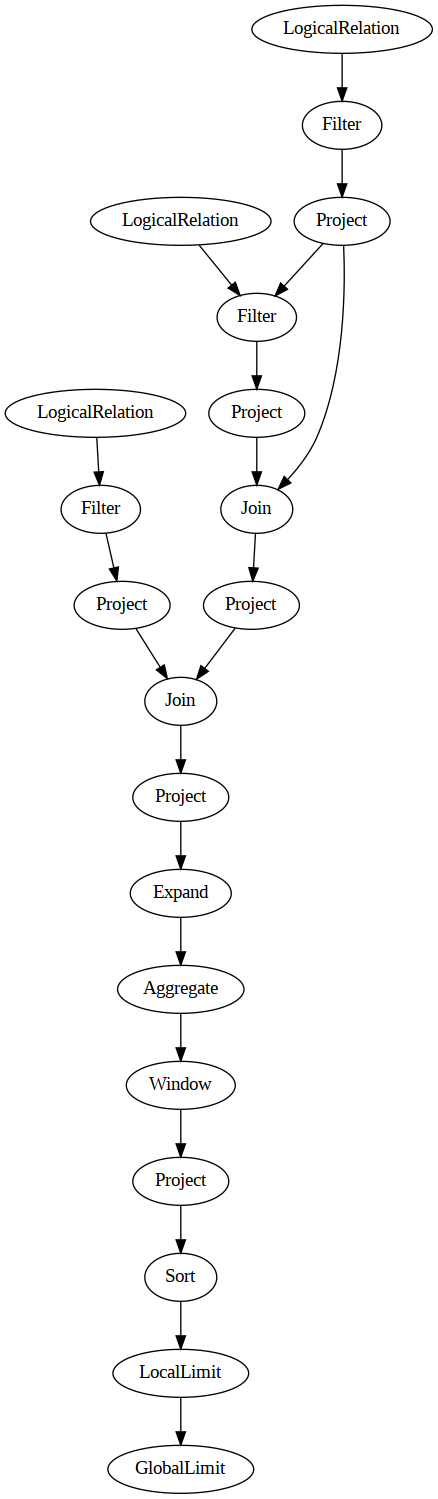 LogicalRelation
Filter
LogicalRelation
Project
Filter
LogicalRelation
Project
Filter
Join
Project
Project
Join
Project
Expand
Aggregate
Window
Project
Sort
LocalLimit
GlobalLimit